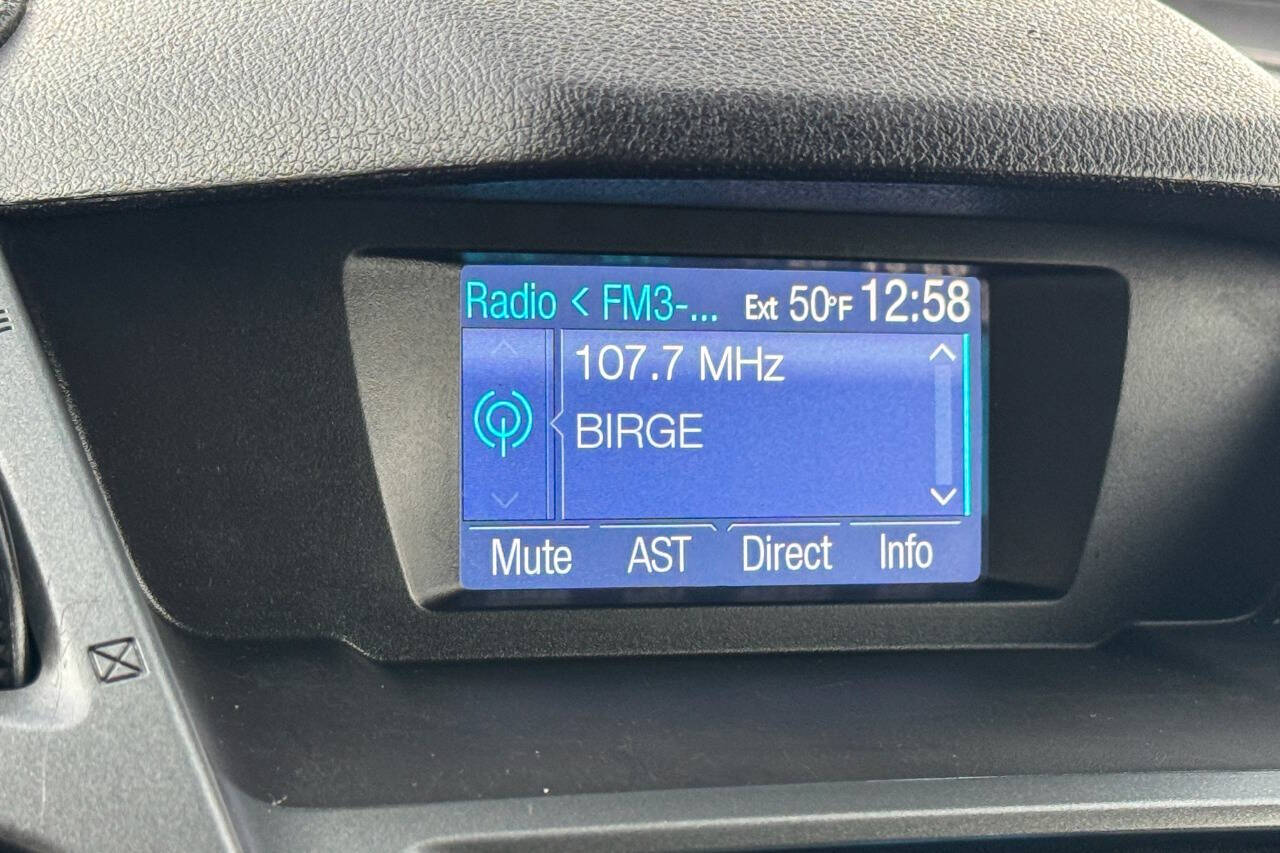 Radio < FM3-... Ext 50°F 12:58
107.7 MHz
BIRGE
Mute AST Direct Info